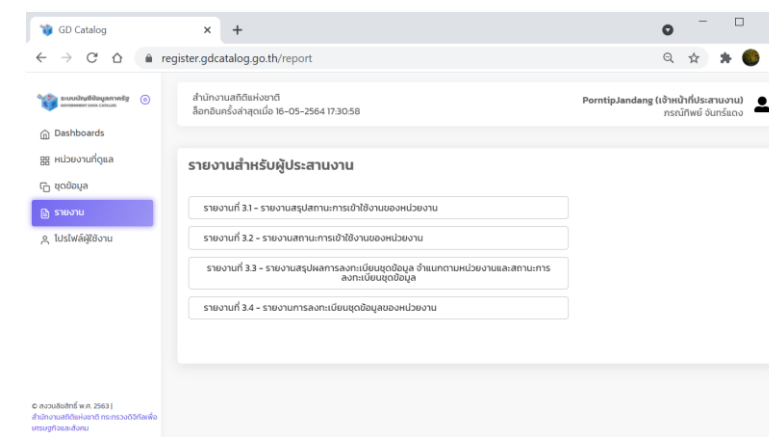 GD Catalog
register.gdcatalog.go.th/report
ระบบบัญชีข้อมูลภาครัฐ
GOVERNMENT DATA CATALOG
สำนักงานสถิติแห่งชาติ
ล็อกอินครั้งล่าสุดเมื่อ 16-05-2564 17:30:58
PorntipJandang (เจ้าหน้าที่ประสานงาน)
ภรณ์ทิพย์ จันทร์แดง
Dashboards
หน่วยงานที่ดูแล
ชุดข้อมูล
รายงาน
โปรไฟล์ผู้ใช้งาน
รายงานสำหรับผู้ประสานงาน
รายงานที่ 3.1 - รายงานสรุปสถานะการเข้าใช้งานของหน่วยงาน
รายงานที่ 3.2 - รายงานสถานะการเข้าใช้งานของหน่วยงาน
รายงานที่ 3.3 - รายงานสรุปผลการลงทะเบียนชุดข้อมูล จำแนกตามหน่วยงานและสถานะการ
ลงทะเบียนชุดข้อมูล
รายงานที่ 3.4 - รายงานการลงทะเบียนชุดข้อมูลของหน่วยงาน
© สงวนลิขสิทธิ์ พ.ศ. 2563 |
สำนักงานสถิติแห่งชาติ กระทรวงดิจิทัลเพื่อ
เศรษฐกิจและสังคม